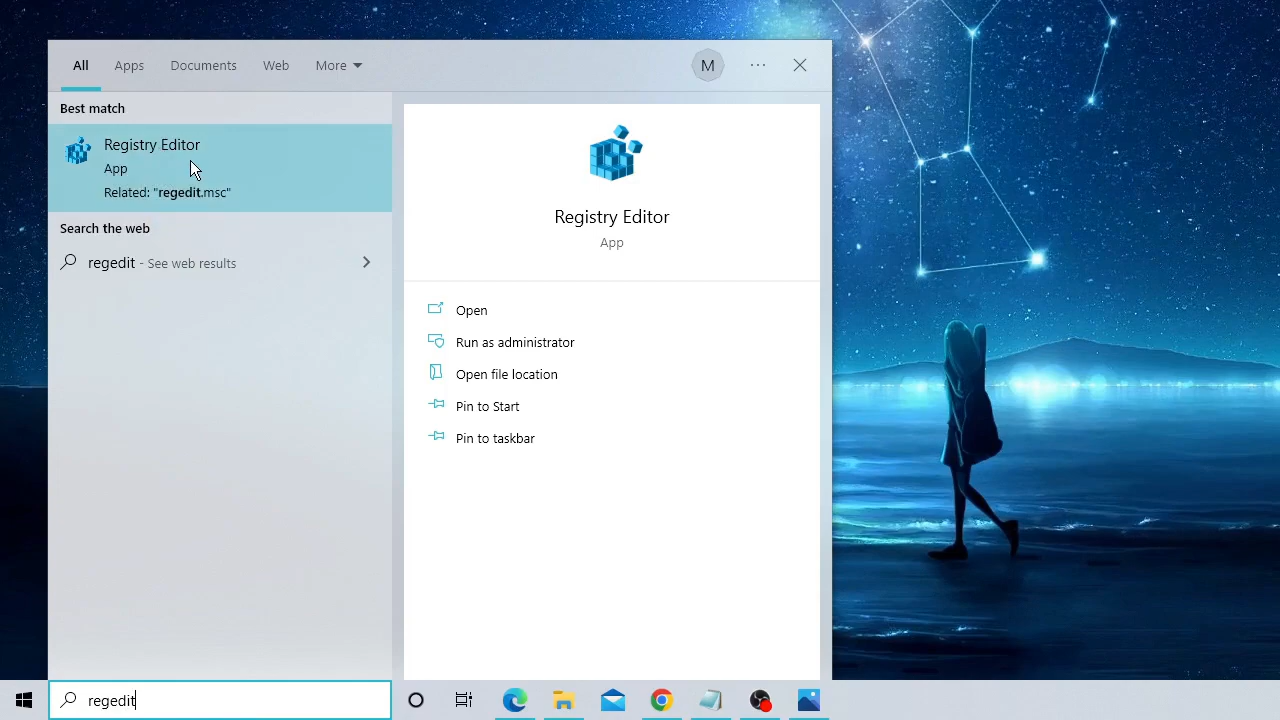 All Apps Documents Web More M ··· 
Best match
Registry Editor
App
Related: "regedit.msc"
Search the web
regedit - See web results
Registry Editor
App
Open
Run as administrator
Open file location
Pin to Start
Pin to taskbar
regedit